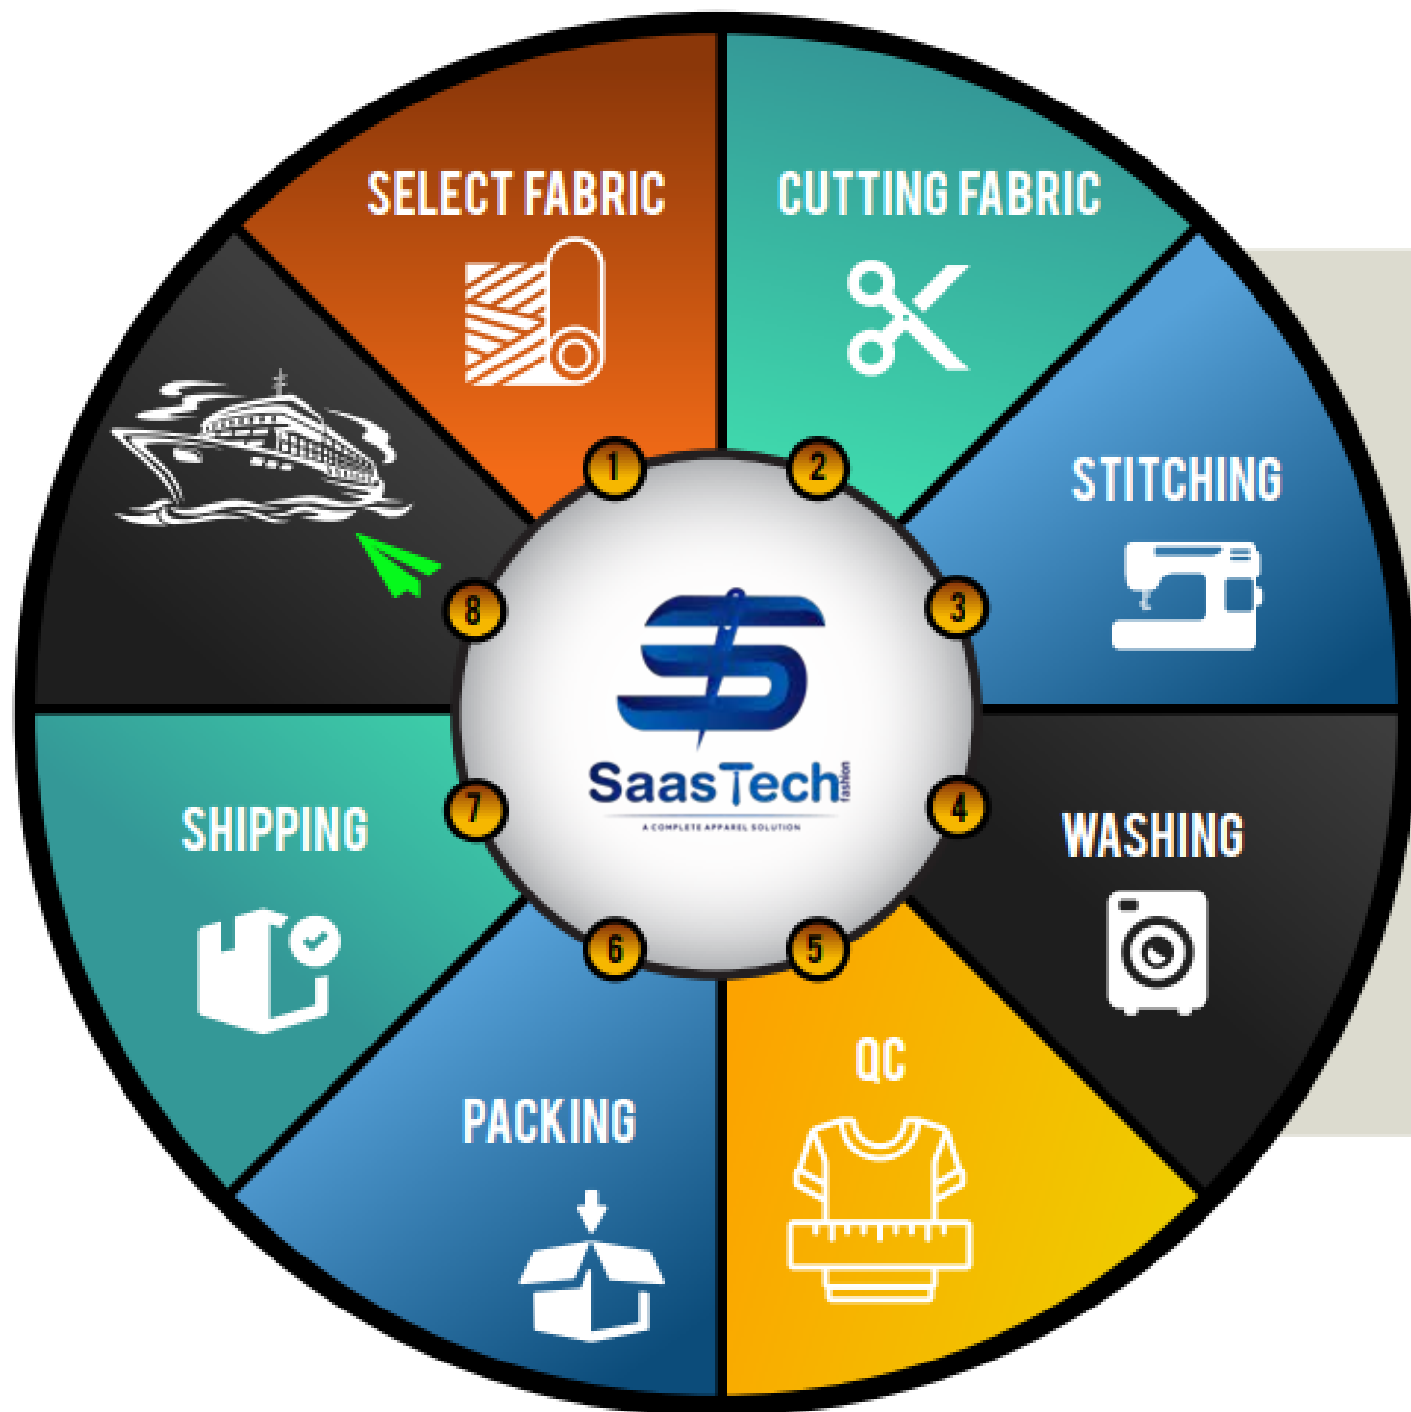 SELECT FABRIC
CUTTING FABRIC
STITCHING
WASHING
QC
PACKING
SHIPPING
1
2
3
4
5
6
7
8
SaasTech
fashion
A COMPLETE APPAREL SOLUTION